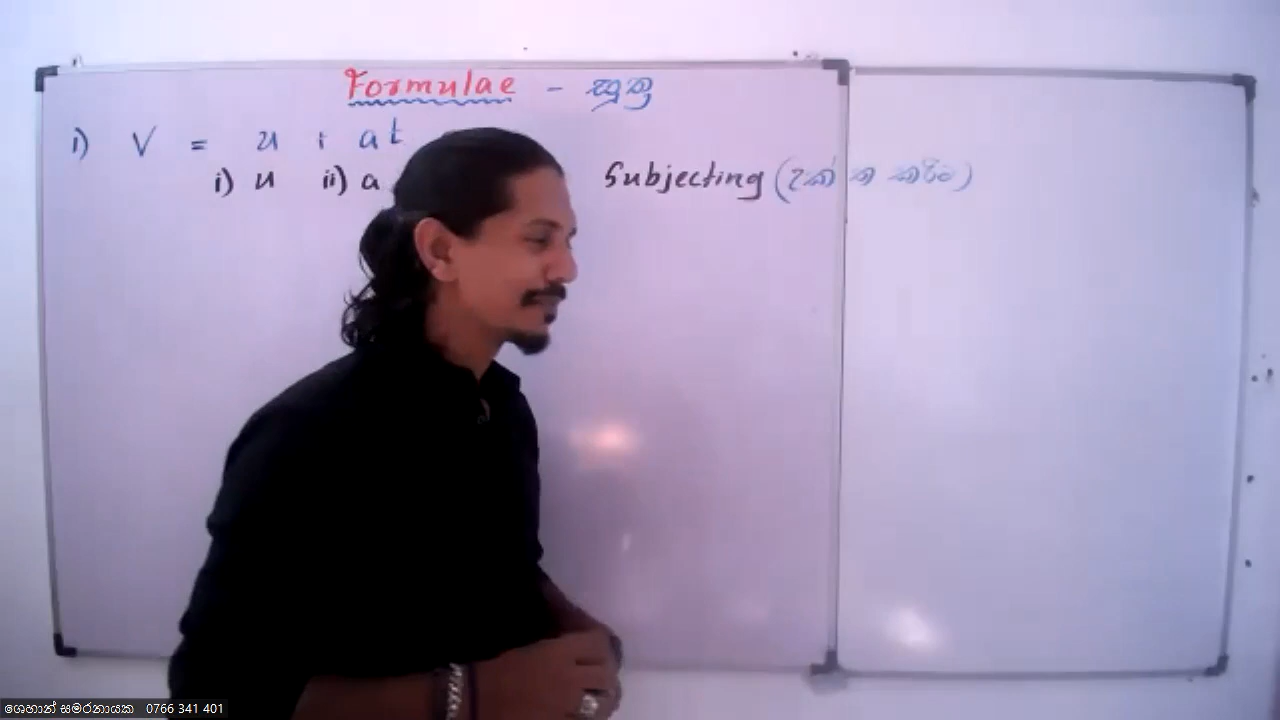 Formulae - සූත්‍ර
1) V = u + at
i) u ii) a Subjecting (උක්ත කිරීම)
ශෙහාන් සමරනායක 0766 341 401